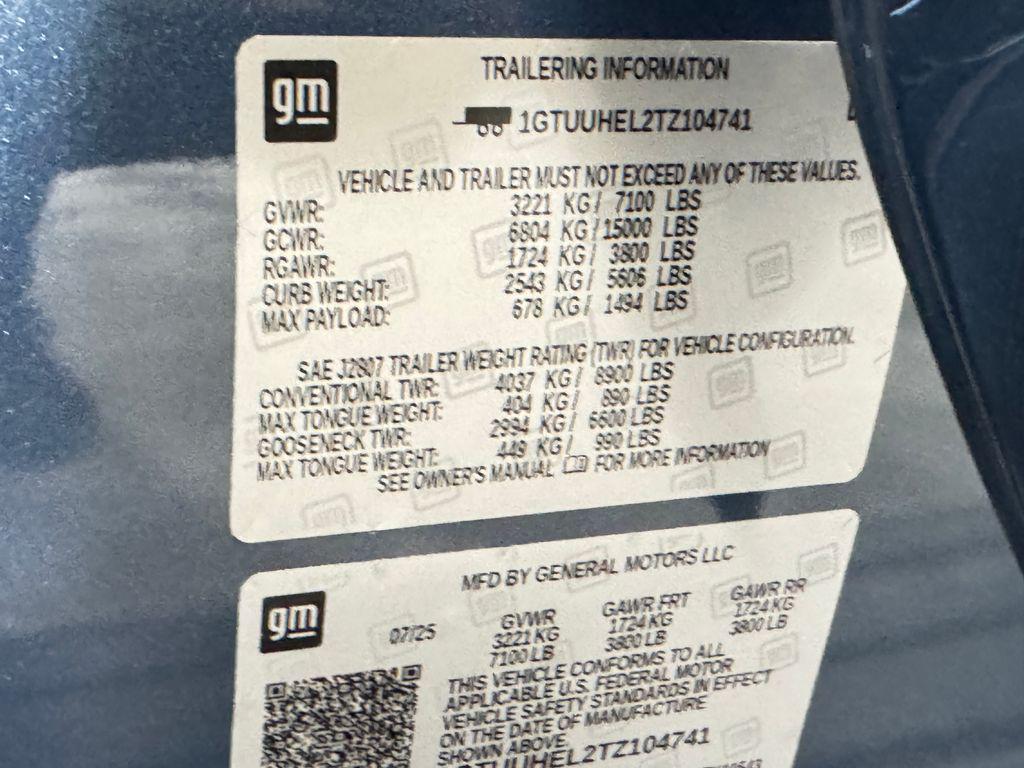 gm
TRAILERING INFORMATION
1GTUUHEL2TZ104741
VEHICLE AND TRAILER MUST NOT EXCEED ANY OF THESE VALUES.
GVWR: 3221 KG/ 7100 LBS
GCWR: 6804 KG/15000 LBS
RGAWR: 1724 KG/ 3800 LBS
CURB WEIGHT: 2543 KG/ 5606 LBS
MAX PAYLOAD: 678 KG/ 1494 LBS
SAE J2807 TRAILER WEIGHT RATING (TWR) FOR VEHICLE CONFIGURATION.
CONVENTIONAL TWR: 4037 KG/ 8900 LBS
MAX TONGUE WEIGHT: 404 KG/ 890 LBS
GOOSENECK TWR: 2994 KG/ 6600 LBS
MAX TONGUE WEIGHT: 449 KG/ 990 LBS
SEE OWNER'S MANUAL FOR MORE INFORMATION
gm
MFD BY GENERAL MOTORS LLC
07/25 GVWR GAWR FRT GAWR RR
3221 KG 1724 KG 1724 KG
7100 LB 3800 LB 3800 LB
THIS VEHICLE CONFORMS TO ALL
APPLICABLE U.S. FEDERAL MOTOR
VEHICLE SAFETY STANDARDS IN EFFECT
ON THE DATE OF MANUFACTURE
SHOWN ABOVE
GTUUHEL2TZ104741